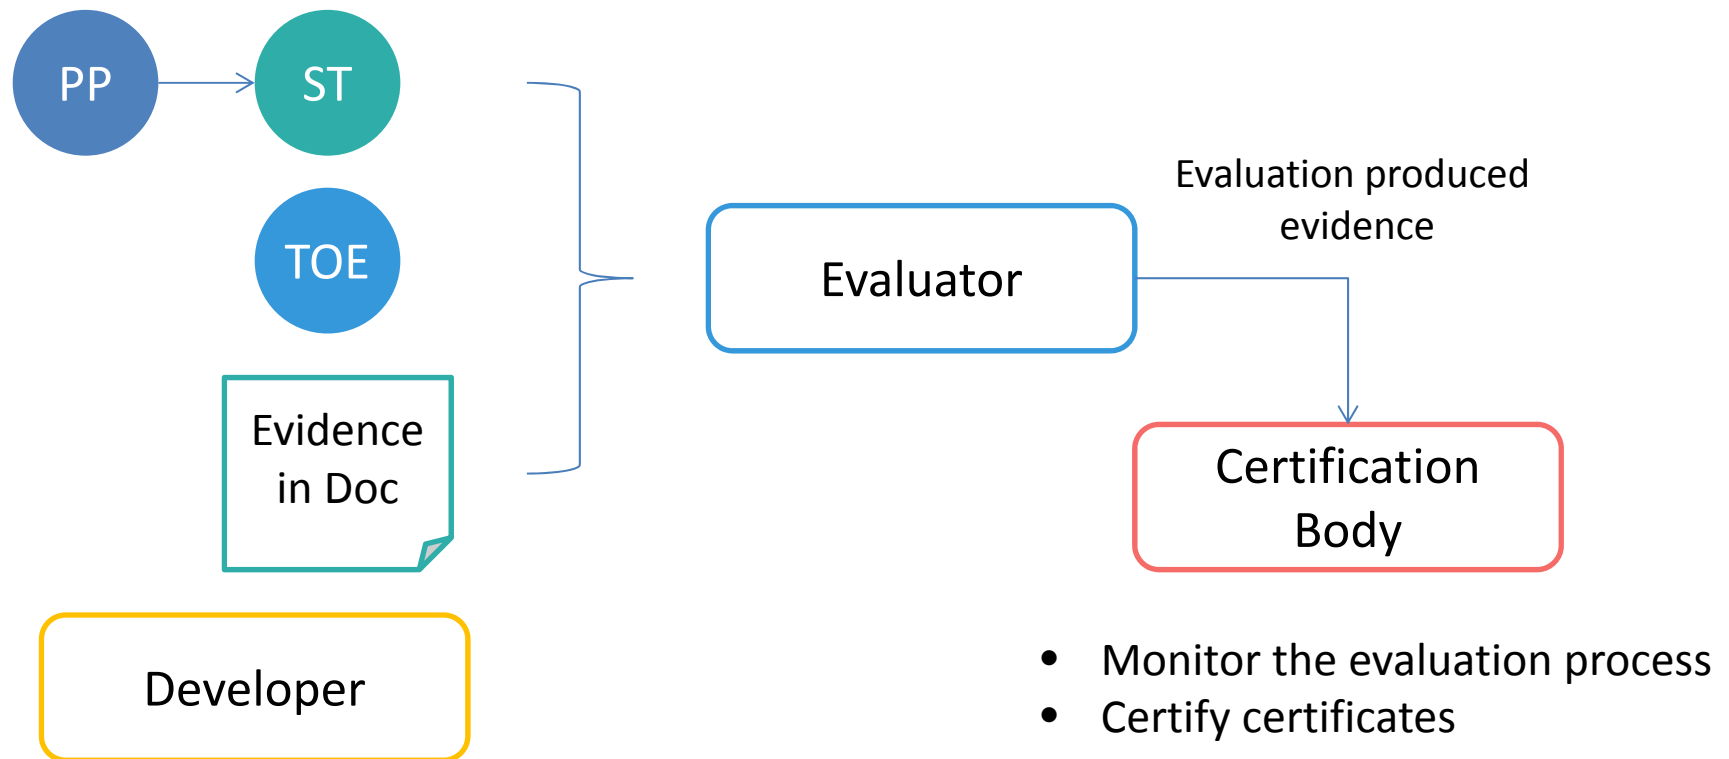 PP
ST
TOE
Evidence
in Doc
Developer
Evaluator
Evaluation produced
evidence
Certification
Body
• Monitor the evaluation process
• Certify certificates